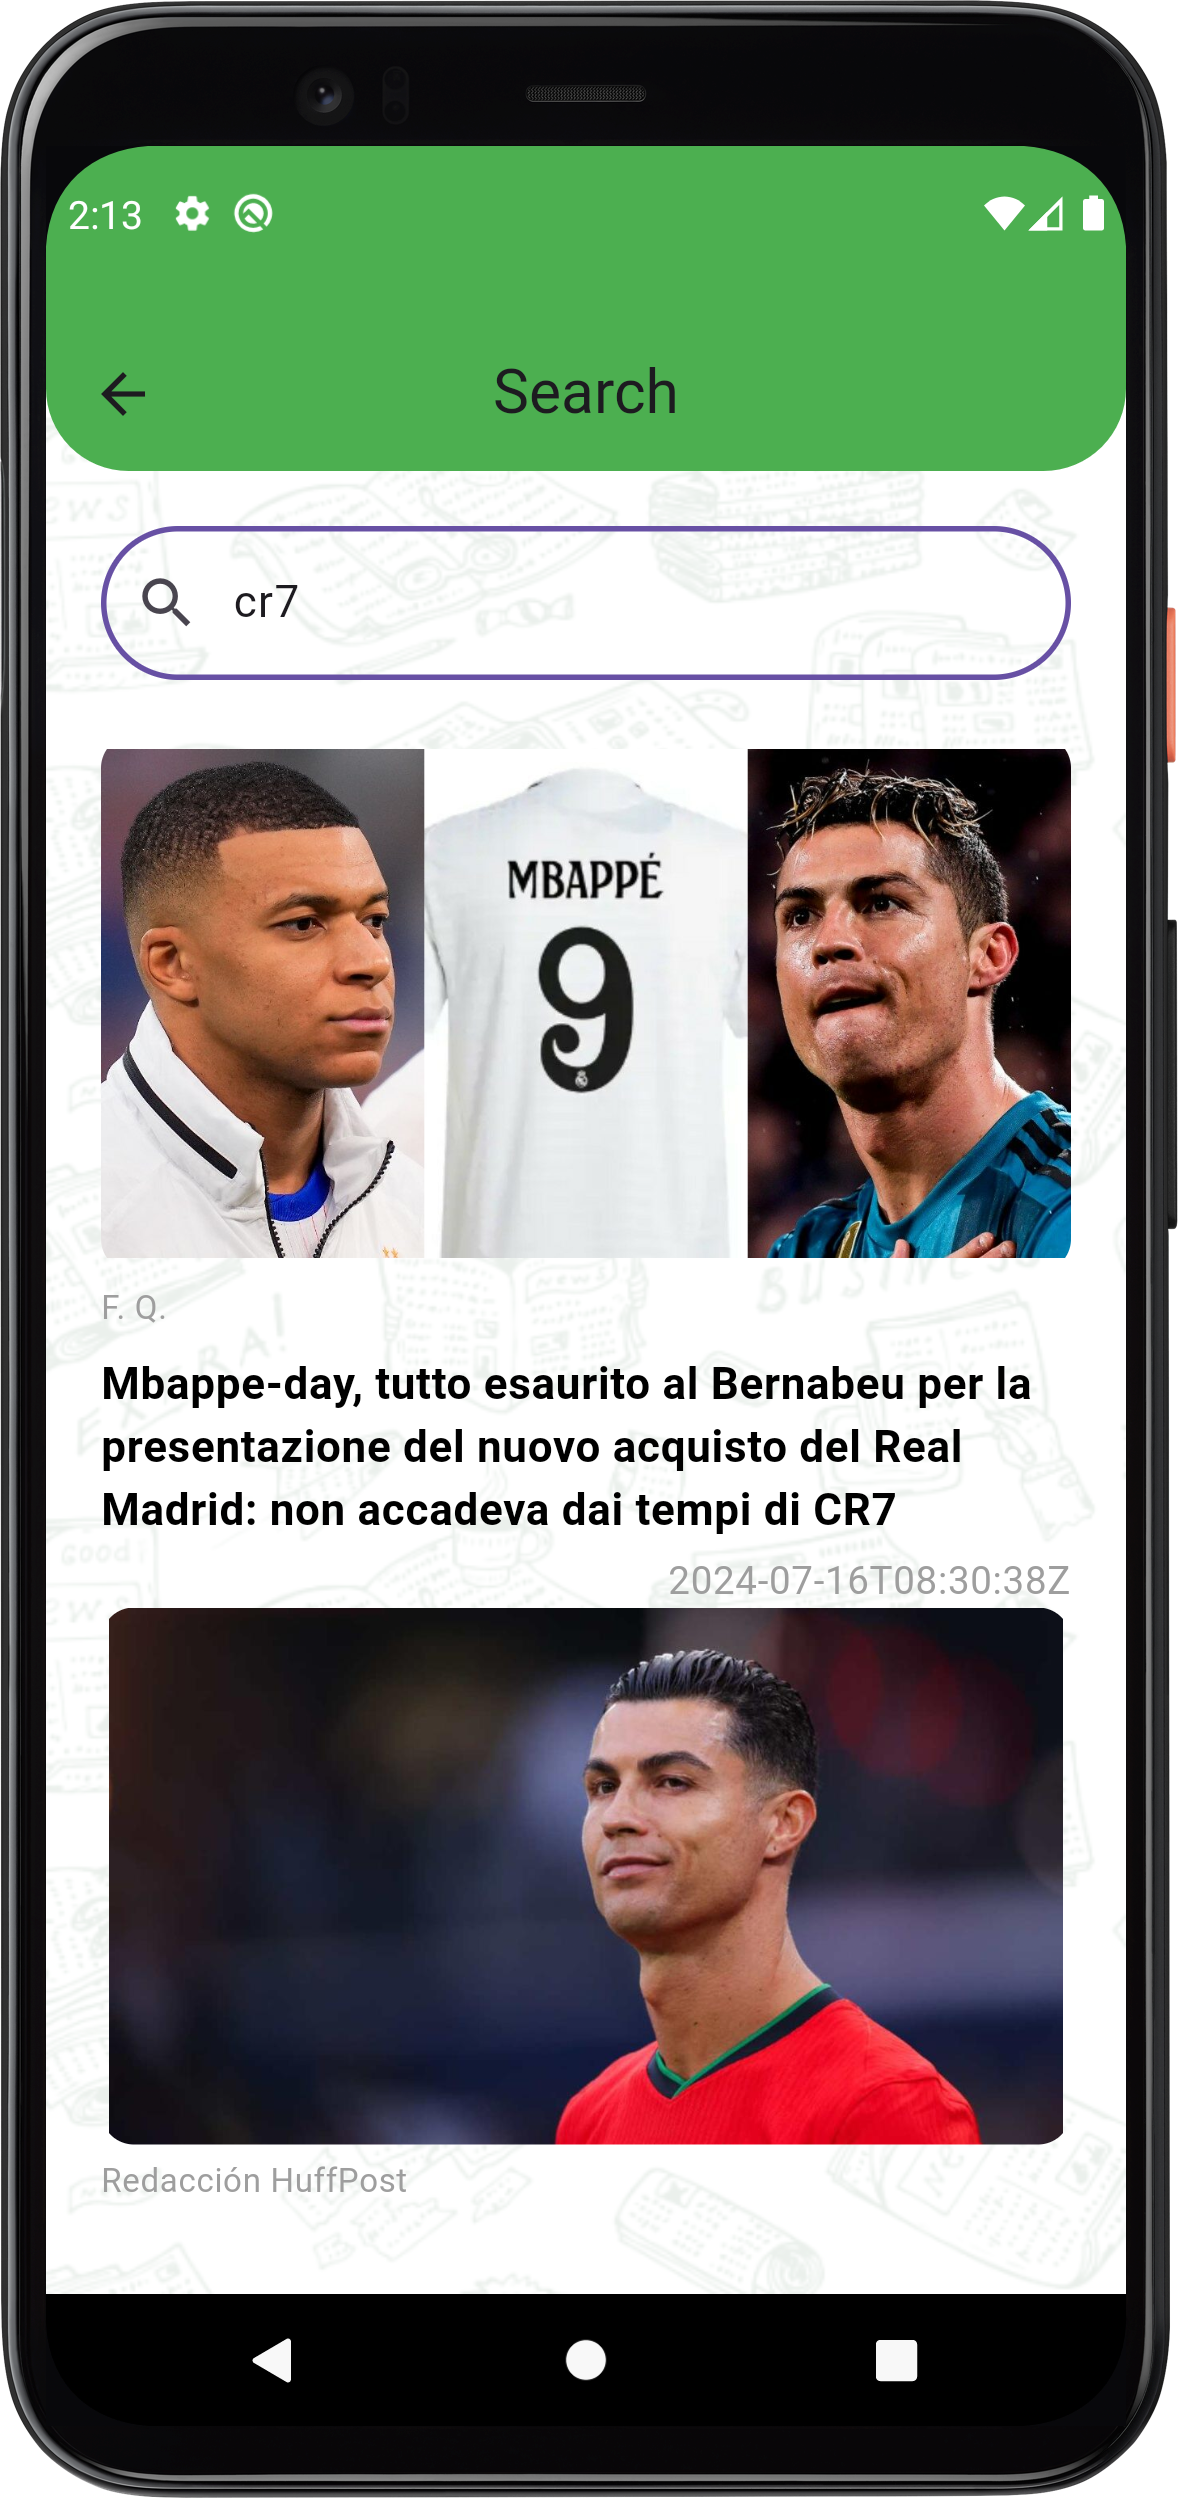 2:13
Search
cr7
MBAPPÉ
9
F. Q.
Mbappe-day, tutto esaurito al Bernabeu per la
presentazione del nuovo acquisto del Real
Madrid: non accadeva dai tempi di CR7
2024-07-16T08:30:38Z
Redacción HuffPost